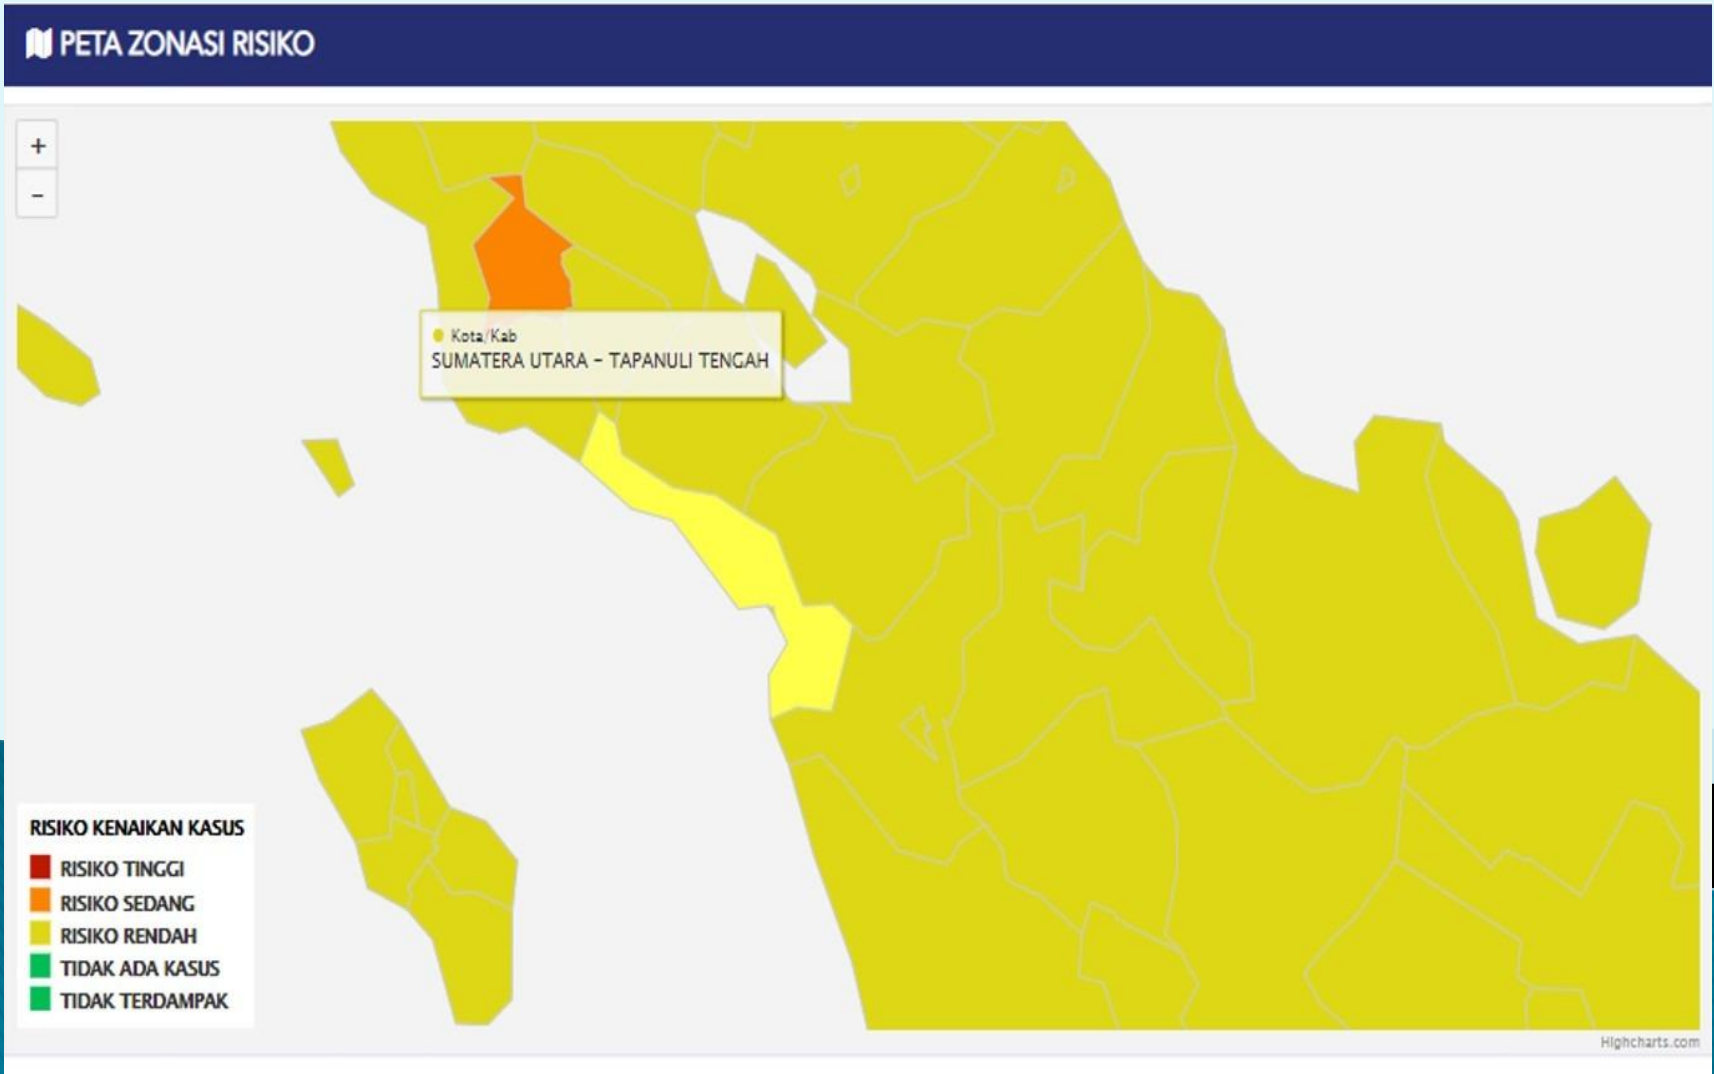 PETA ZONASI RISIKO
+
-
Kota/Kab
SUMATERA UTARA - TAPANULI TENGAH
RISIKO KENAIKAN KASUS
RISIKO TINGGI
RISIKO SEDANG
RISIKO RENDAH
TIDAK ADA KASUS
TIDAK TERDAMPAK
Highcharts.com